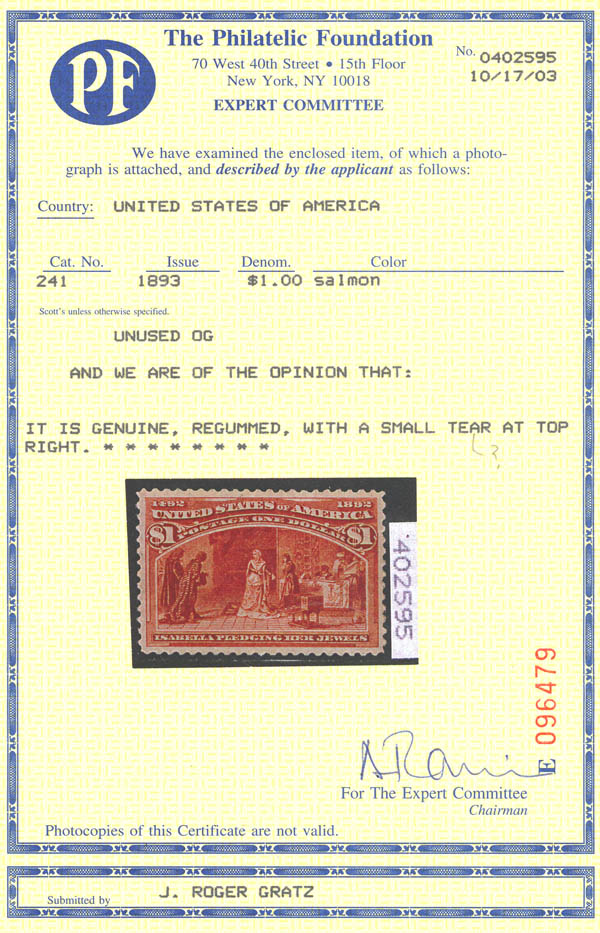 PF
The Philatelic Foundation
70 West 40th Street • 15th Floor
New York, NY 10018
EXPERT COMMITTEE
No. 0402595
10/17/03
We have examined the enclosed item, of which a photo-
graph is attached, and described by the applicant as follows:
Country: UNITED STATES OF AMERICA
Cat. No. Issue Denom. Color
241 1893 $1.00 salmon
Scott's unless otherwise specified.
UNUSED OG
AND WE ARE OF THE OPINION THAT:
IT IS GENUINE, REGUMMED, WITH A SMALL TEAR AT TOP
RIGHT. * * * * * * * *
1492 1892
UNITED STATES OF AMERICA
POSTAGE ONE DOLLAR
$1 $1
ISABELLA PLEDGING HER JEWELS
402595
E 096479
For The Expert Committee
Chairman
Photocopies of this Certificate are not valid.
Submitted by J. ROGER GRATZ